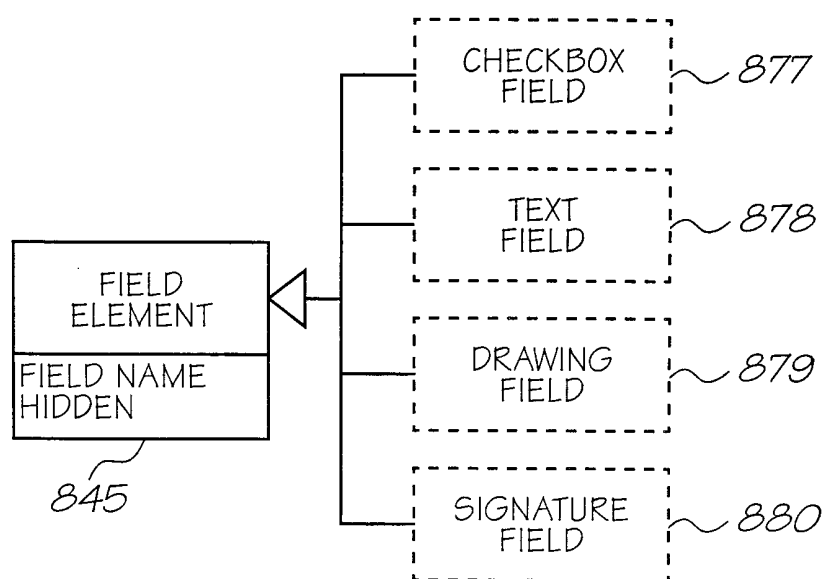 CHECKBOX
FIELD
877
TEXT
FIELD
878
FIELD
ELEMENT
FIELD NAME
HIDDEN
845
DRAWING
FIELD
879
SIGNATURE
FIELD
880